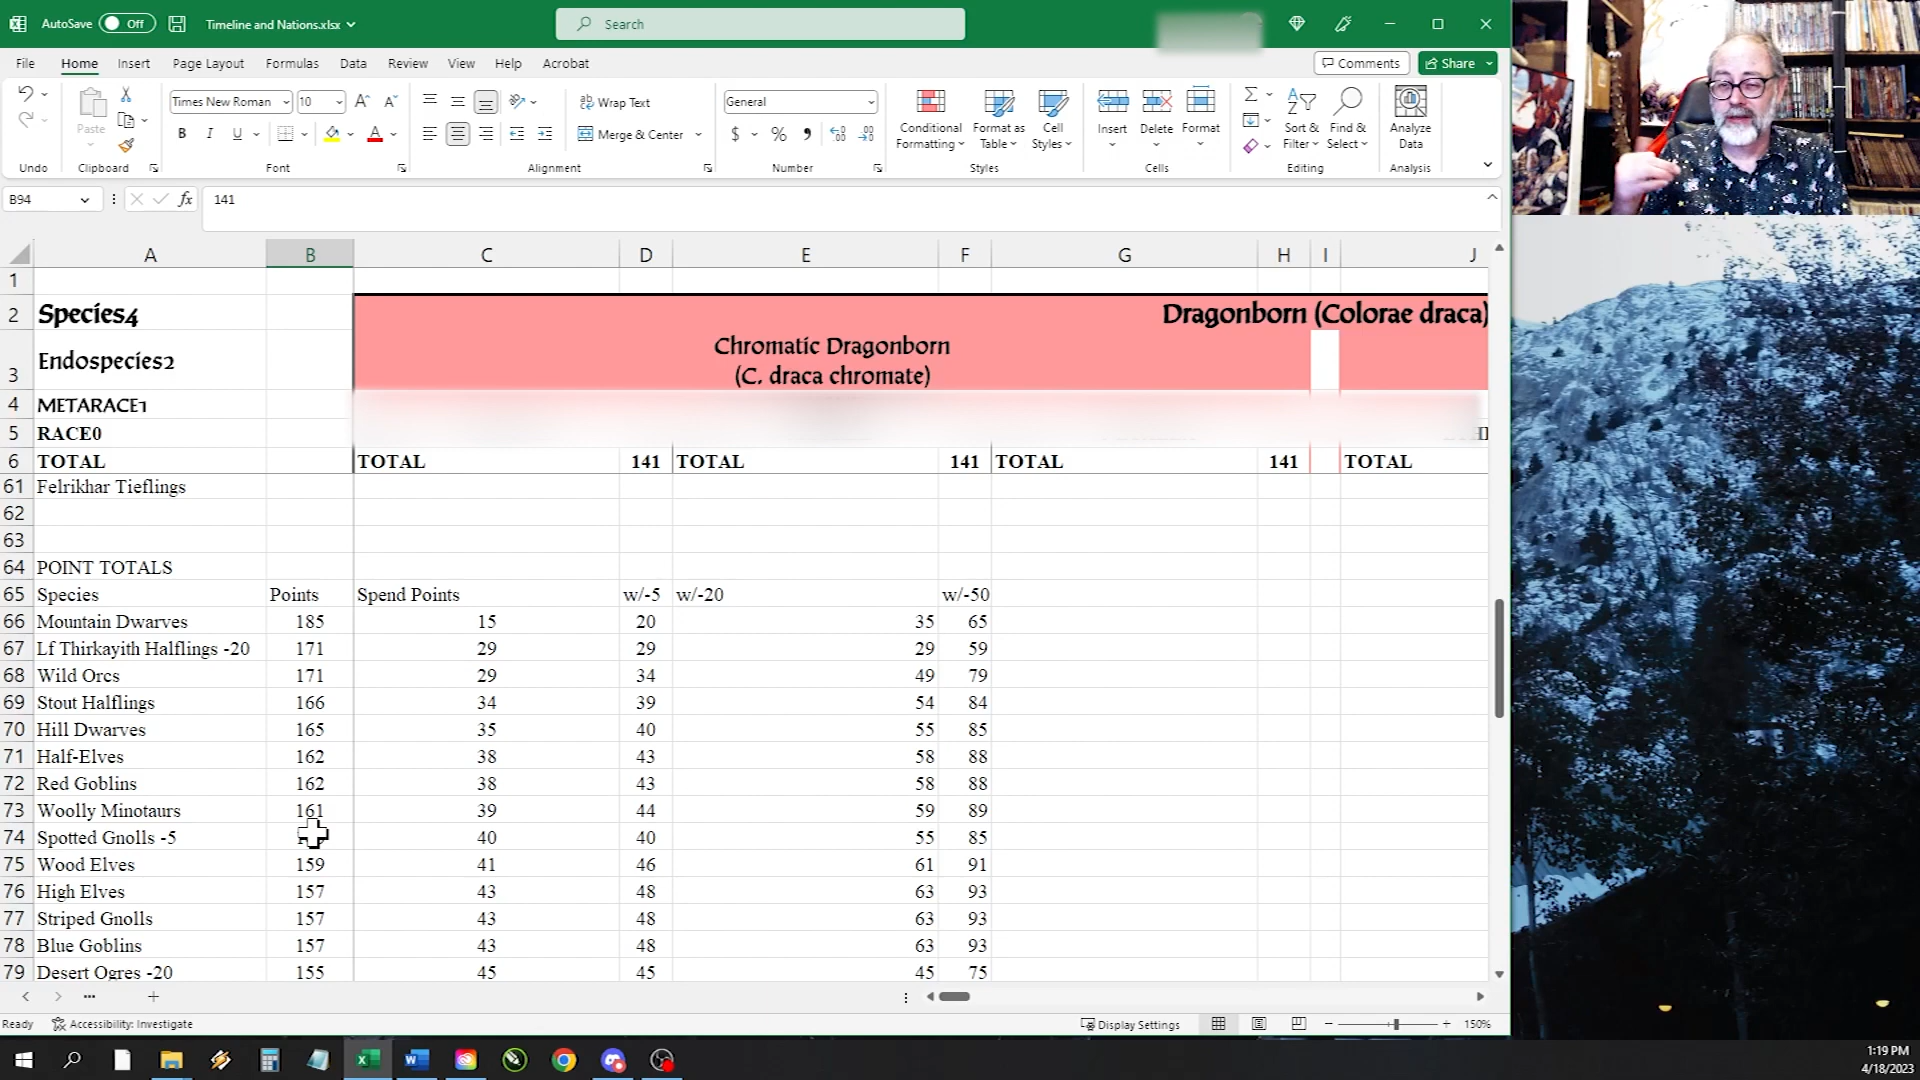 AutoSave Off Timeline and Nations.xlsx Search
File Home Insert Page Layout Formulas Data Review View Help Acrobat Comments Share
Paste Times New Roman 10 Wrap Text General Conditional Formatting Format as Table Cell Styles Insert Delete Format Sort & Filter Find & Select Analyze Data
B I U Merge & Center $ %
Undo Clipboard Font Alignment Number Styles Cells Editing Analysis
B94 fx 141
A B C D E F G H I J
1
2 Species4 Dragonborn (Colorae draca)
3 Endospecies2 Chromatic Dragonborn
(C. draca chromate)
4 METARACE1
5 RACE0
6 TOTAL TOTAL 141 TOTAL 141 TOTAL 141 TOTAL
61 Felrikhar Tieflings
62
63
64 POINT TOTALS
65 Species Points Spend Points w/-5 w/-20 w/-50
66 Mountain Dwarves 185 15 20 35 65
67 Lf Thirkayith Halflings -20 171 29 29 29 59
68 Wild Orcs 171 29 34 49 79
69 Stout Halflings 166 34 39 54 84
70 Hill Dwarves 165 35 40 55 85
71 Half-Elves 162 38 43 58 88
72 Red Goblins 162 38 43 58 88
73 Woolly Minotaurs 161 39 44 59 89
74 Spotted Gnolls -5 40 40 55 85
75 Wood Elves 159 41 46 61 91
76 High Elves 157 43 48 63 93
77 Striped Gnolls 157 43 48 63 93
78 Blue Goblins 157 43 48 63 93
79 Desert Ogres -20 155 45 45 45 75
Ready Accessibility: Investigate Display Settings 150%
1:19 PM
4/18/2023